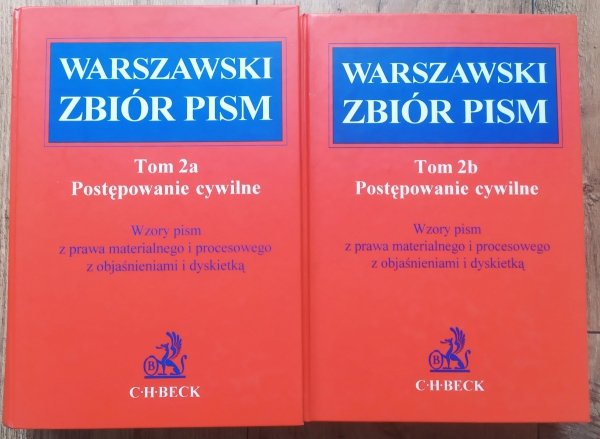 WARSZAWSKI
ZBIÓR PISM
Tom 2a
Postępowanie cywilne
Wzory pism
z prawa materialnego i procesowego
z objaśnieniami i dyskietką
B
C·H·BECK
WARSZAWSKI
ZBIÓR PISM
Tom 2b
Postępowanie cywilne
Wzory pism
z prawa materialnego i procesowego
z objaśnieniami i dyskietką
B
C·H·BECK